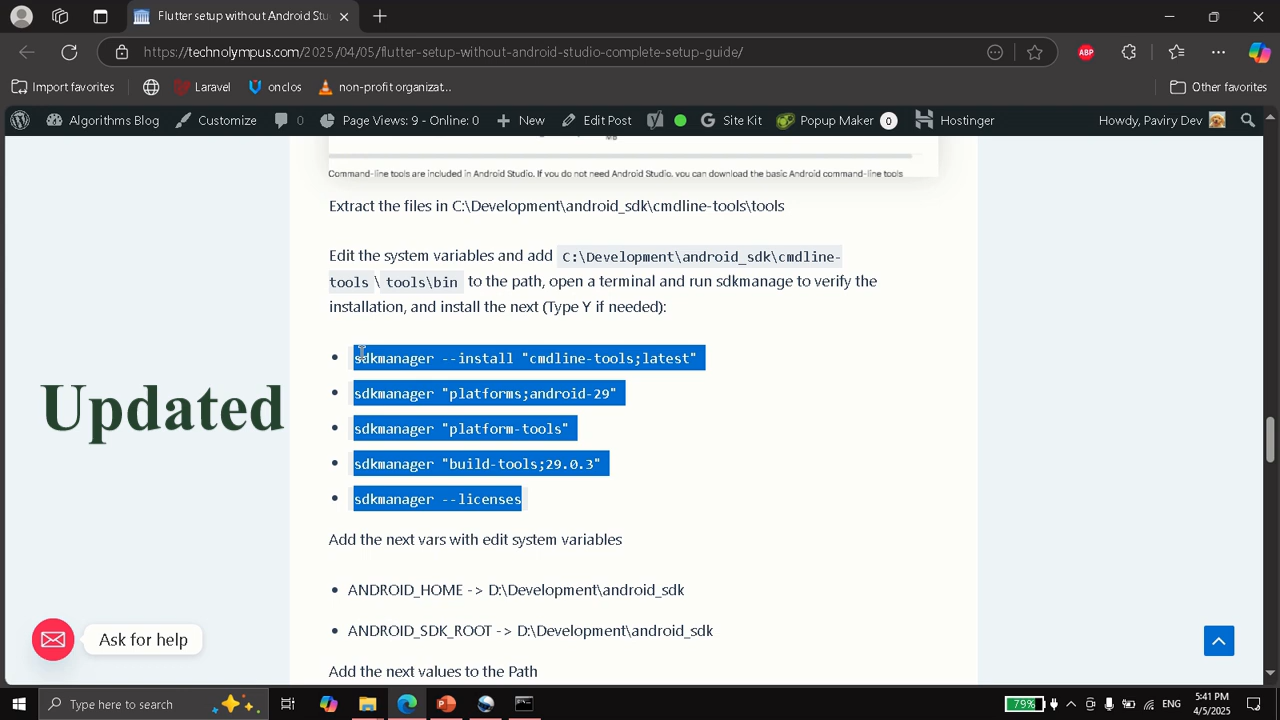 Flutter setup without Android Stu
https://technolympus.com/2025/04/05/flutter-setup-without-android-studio-complete-setup-guide/
ABP
Import favorites
Laravel
onclos
non-profit organizat...
Other favorites
Algorithms Blog
Customize
0
Page Views: 9 - Online: 0
New
Edit Post
Site Kit
Popup Maker 0
Hostinger
Howdy, Paviry Dev
Command-line tools are included in Android Studio. If you do not need Android Studio, you can download the basic Android command-line tools
Extract the files in C:\Development\android_sdk\cmdline-tools\tools
Edit the system variables and add C:\Development\android_sdk\cmdline-
tools\tools\bin to the path, open a terminal and run sdkmanage to verify the
installation, and install the next (Type Y if needed):
sdkmanager --install "cmdline-tools;latest"
sdkmanager "platforms;android-29"
Updated
sdkmanager "platform-tools"
sdkmanager "build-tools;29.0.3"
sdkmanager --licenses
Add the next vars with edit system variables
ANDROID_HOME -> D:\Development\android_sdk
ANDROID_SDK_ROOT -> D:\Development\android_sdk
Ask for help
Add the next values to the Path
Type here to search
79%
ENG
5:41 PM
4/5/2025